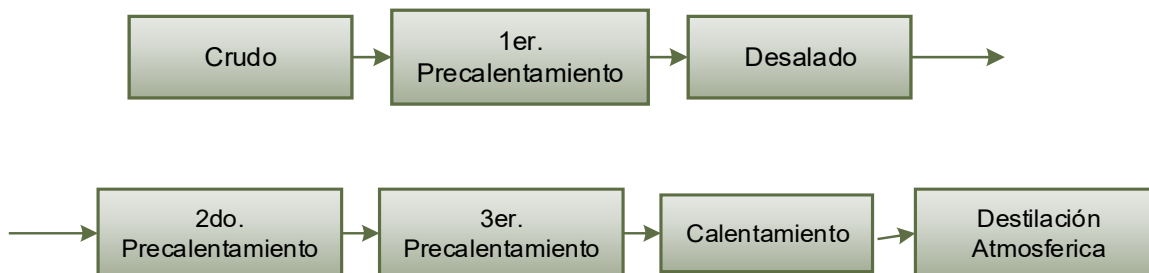 Crudo
1er.
Precalentamiento
Desalado
2do.
Precalentamiento
3er.
Precalentamiento
Calentamiento
Destilación
Atmosferica